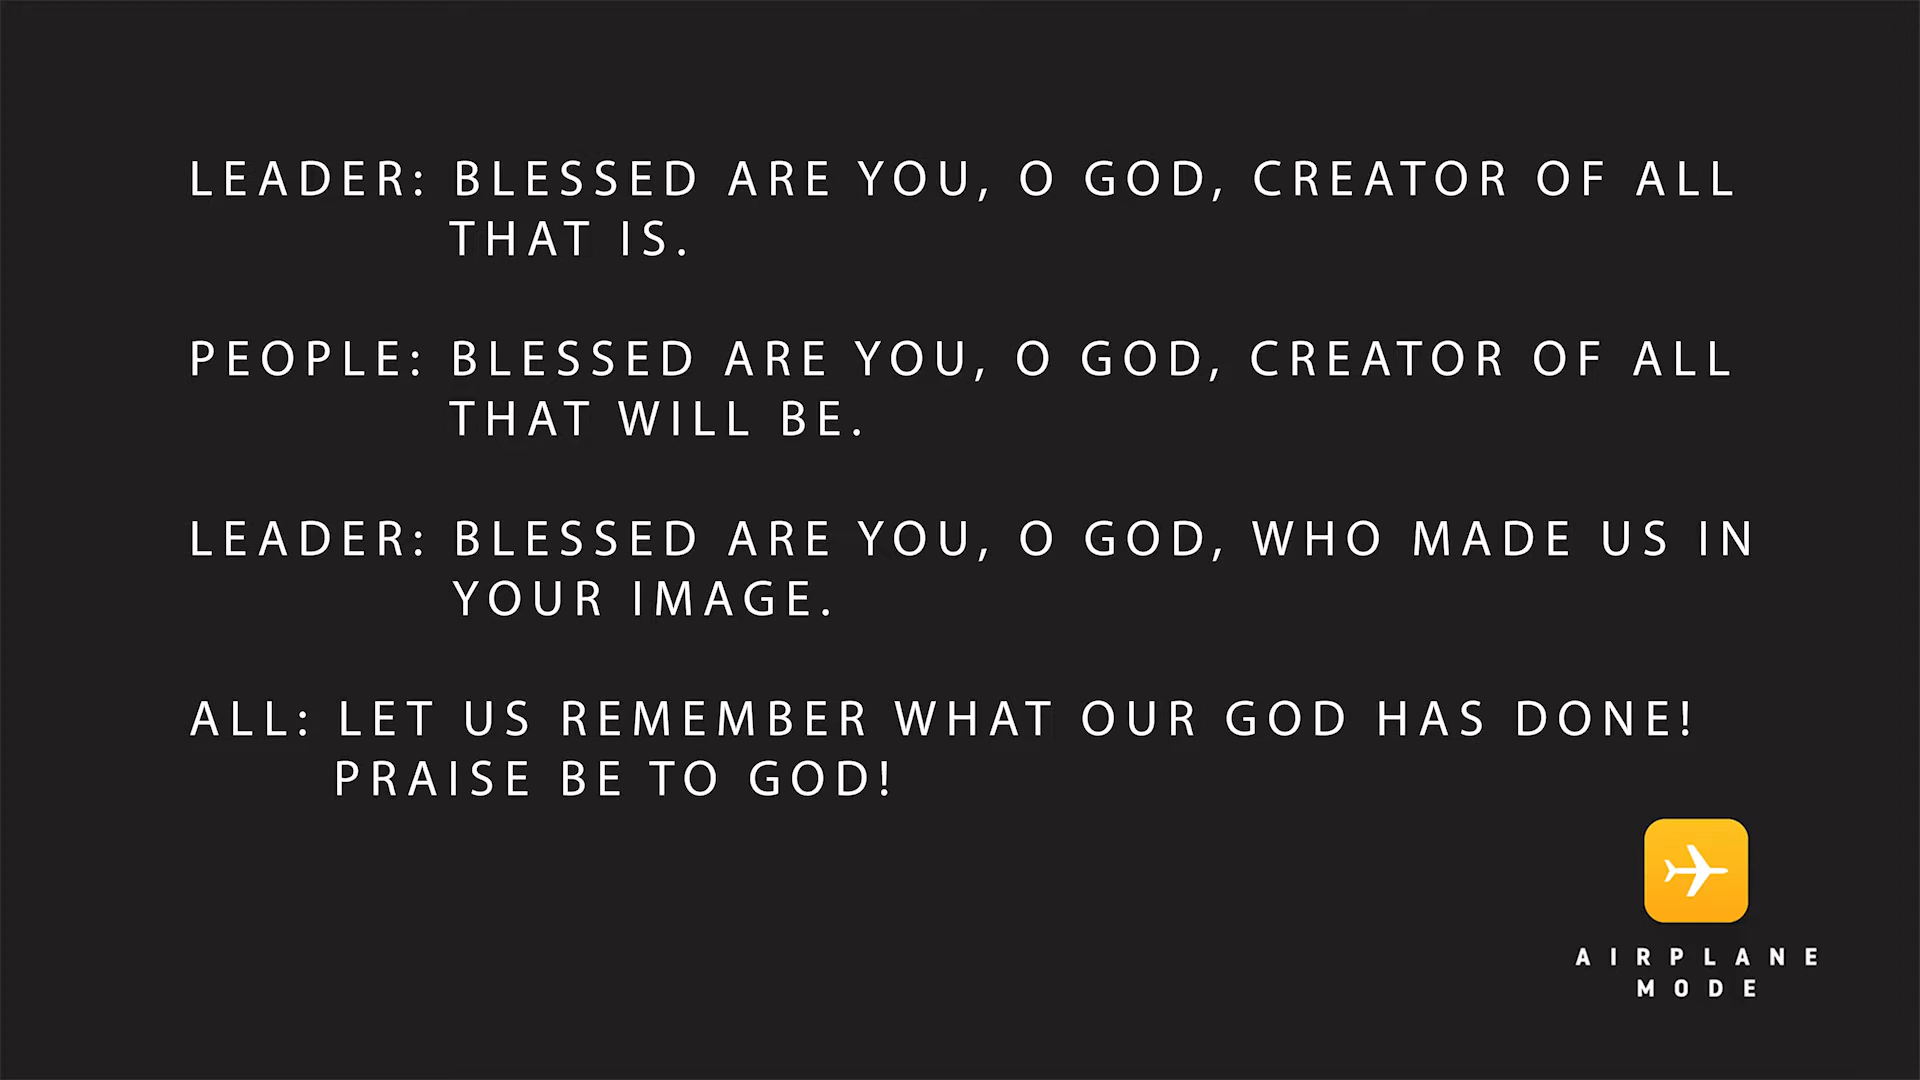 LEADER: BLESSED ARE YOU, O GOD, CREATOR OF ALL
THAT IS.
PEOPLE: BLESSED ARE YOU, O GOD, CREATOR OF ALL
THAT WILL BE.
LEADER: BLESSED ARE YOU, O GOD, WHO MADE US IN
YOUR IMAGE.
ALL: LET US REMEMBER WHAT OUR GOD HAS DONE!
PRAISE BE TO GOD!
AIRPLANE
MODE